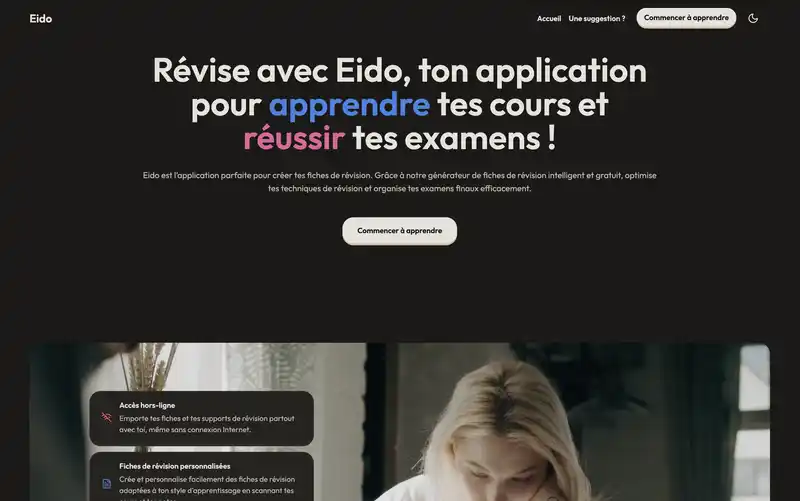 Eido
Accueil
Une suggestion ?
Commencer à apprendre
Révise avec Eido, ton application
pour apprendre tes cours et
réussir tes examens !
Eido est l'application parfaite pour créer tes fiches de révision. Grâce à notre générateur de fiches de révision intelligent et gratuit, optimise
tes techniques de révision et organise tes examens finaux efficacement.
Commencer à apprendre
Accès hors-ligne
Emporte tes fiches et tes supports de révision partout
avec toi, même sans connexion Internet.
Fiches de révision personnalisées
Crée et personnalise facilement des fiches de révision
adaptées à ton style d'apprentissage en scannant tes